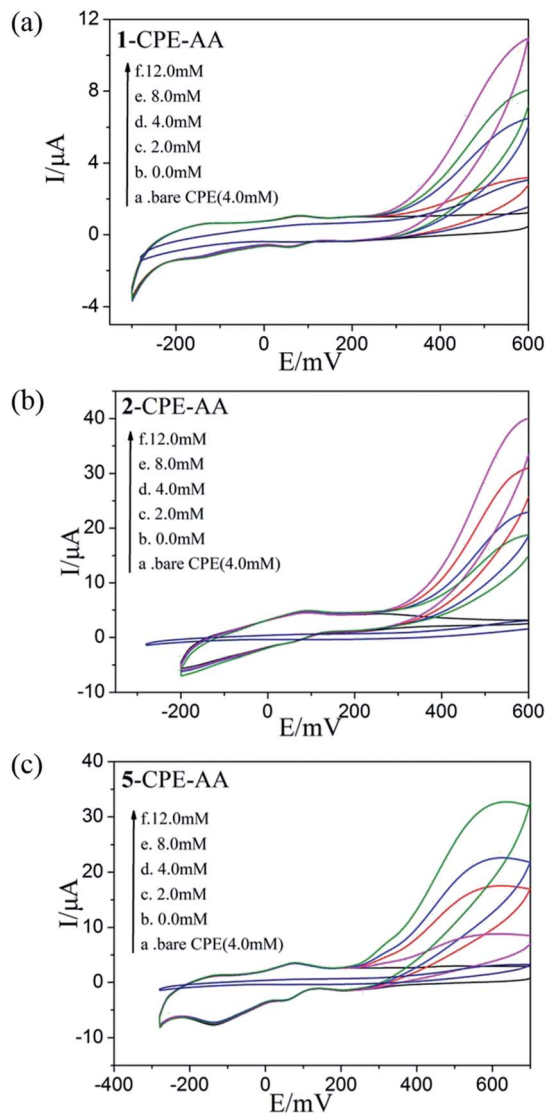 (a)
1-CPE-AA
f.12.0mM
e. 8.0mM
d. 4.0mM
c. 2.0mM
b. 0.0mM
a .bare CPE(4.0mM)
12
8
4
0
-4
I/μA
-200 0 200 400 600
E/mV
(b)
2-CPE-AA
f.12.0mM
e. 8.0mM
d. 4.0mM
c. 2.0mM
b. 0.0mM
a .bare CPE(4.0mM)
40
30
20
10
0
-10
I/μA
-200 0 200 400 600
E/mV
(c)
5-CPE-AA
f.12.0mM
e. 8.0mM
d. 4.0mM
c. 2.0mM
b. 0.0mM
a .bare CPE(4.0mM)
40
30
20
10
0
-10
I/μA
-400 -200 0 200 400 600
E/mV